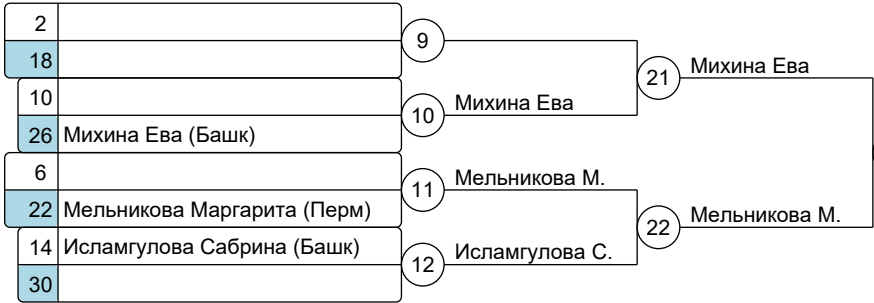 2
9
18
21 Михина Ева
10
10 Михина Ева
26 Михина Ева (Башк)
6
11 Мельникова М.
22 Мельникова Маргарита (Перм)
22 Мельникова М.
14 Исламгулова Сабрина (Башк)
12 Исламгулова С.
30